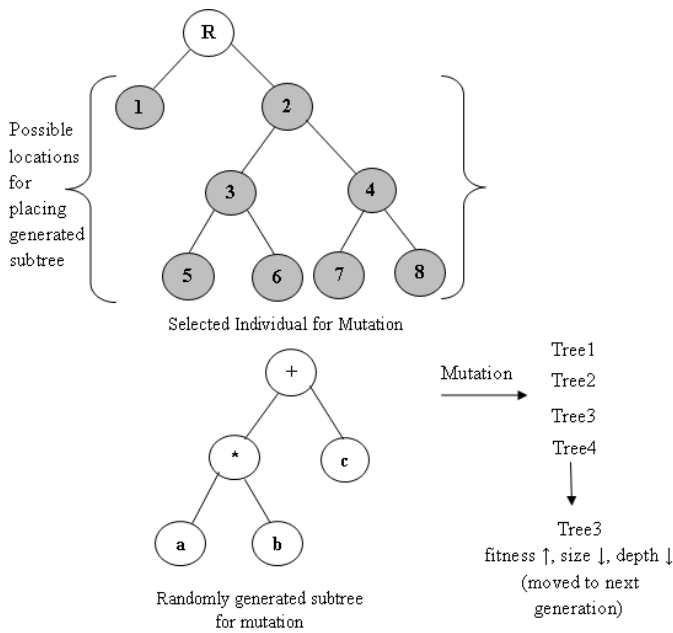 R
1
2
Possible
locations
for
placing
generated
subtree
3
4
5
6
7
8
Selected Individual for Mutation
+
*
c
a
b
Randomly generated subtree
for mutation
Mutation
Tree1
Tree2
Tree3
Tree4
Tree3
fitness ↑, size ↓, depth ↓
(moved to next
generation)